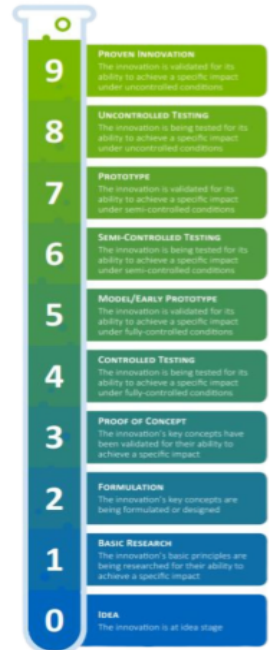 9
PROVEN INNOVATION
The innovation is validated for its
ability to achieve a specific impact
under uncontrolled conditions
8
UNCONTROLLED TESTING
The innovation is being tested for its
ability to achieve a specific impact
under uncontrolled conditions
7
PROTOTYPE
The innovation is validated for its
ability to achieve a specific impact
under semi-controlled conditions
6
SEMI-CONTROLLED TESTING
The innovation is being tested for its
ability to achieve a specific impact
under semi-controlled conditions
5
MODEL/EARLY PROTOTYPE
The innovation is validated for its
ability to achieve a specific impact
under fully-controlled conditions
4
CONTROLLED TESTING
The innovation is being tested for its
ability to achieve a specific impact
under fully-controlled conditions
3
PROOF OF CONCEPT
The innovation's key concepts have
been validated for their ability to
achieve a specific impact
2
FORMULATION
The innovation's key concepts are
being formulated or designed
1
BASIC RESEARCH
The innovation's basic principles are
being researched for their ability to
achieve a specific impact
0
IDEA
The innovation is at idea stage